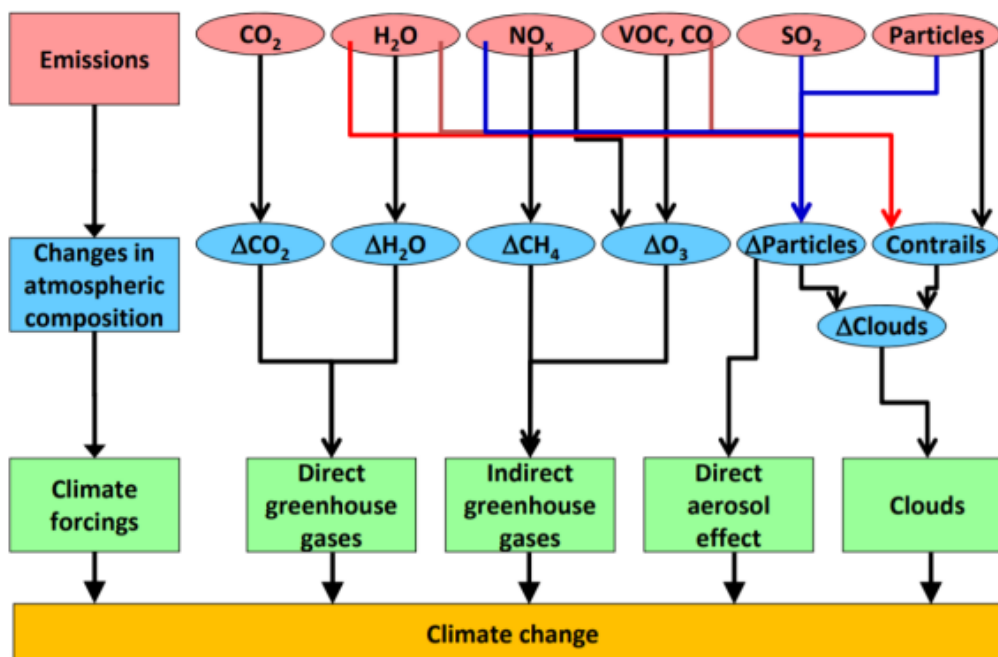 Emissions
CO₂
H₂O
NOₓ
VOC, CO
SO₂
Particles
Changes in
atmospheric
composition
ΔCO₂
ΔH₂O
ΔCH₄
ΔO₃
ΔParticles
Contrails
ΔClouds
Climate
forcings
Direct
greenhouse
gases
Indirect
greenhouse
gases
Direct
aerosol
effect
Clouds
Climate change